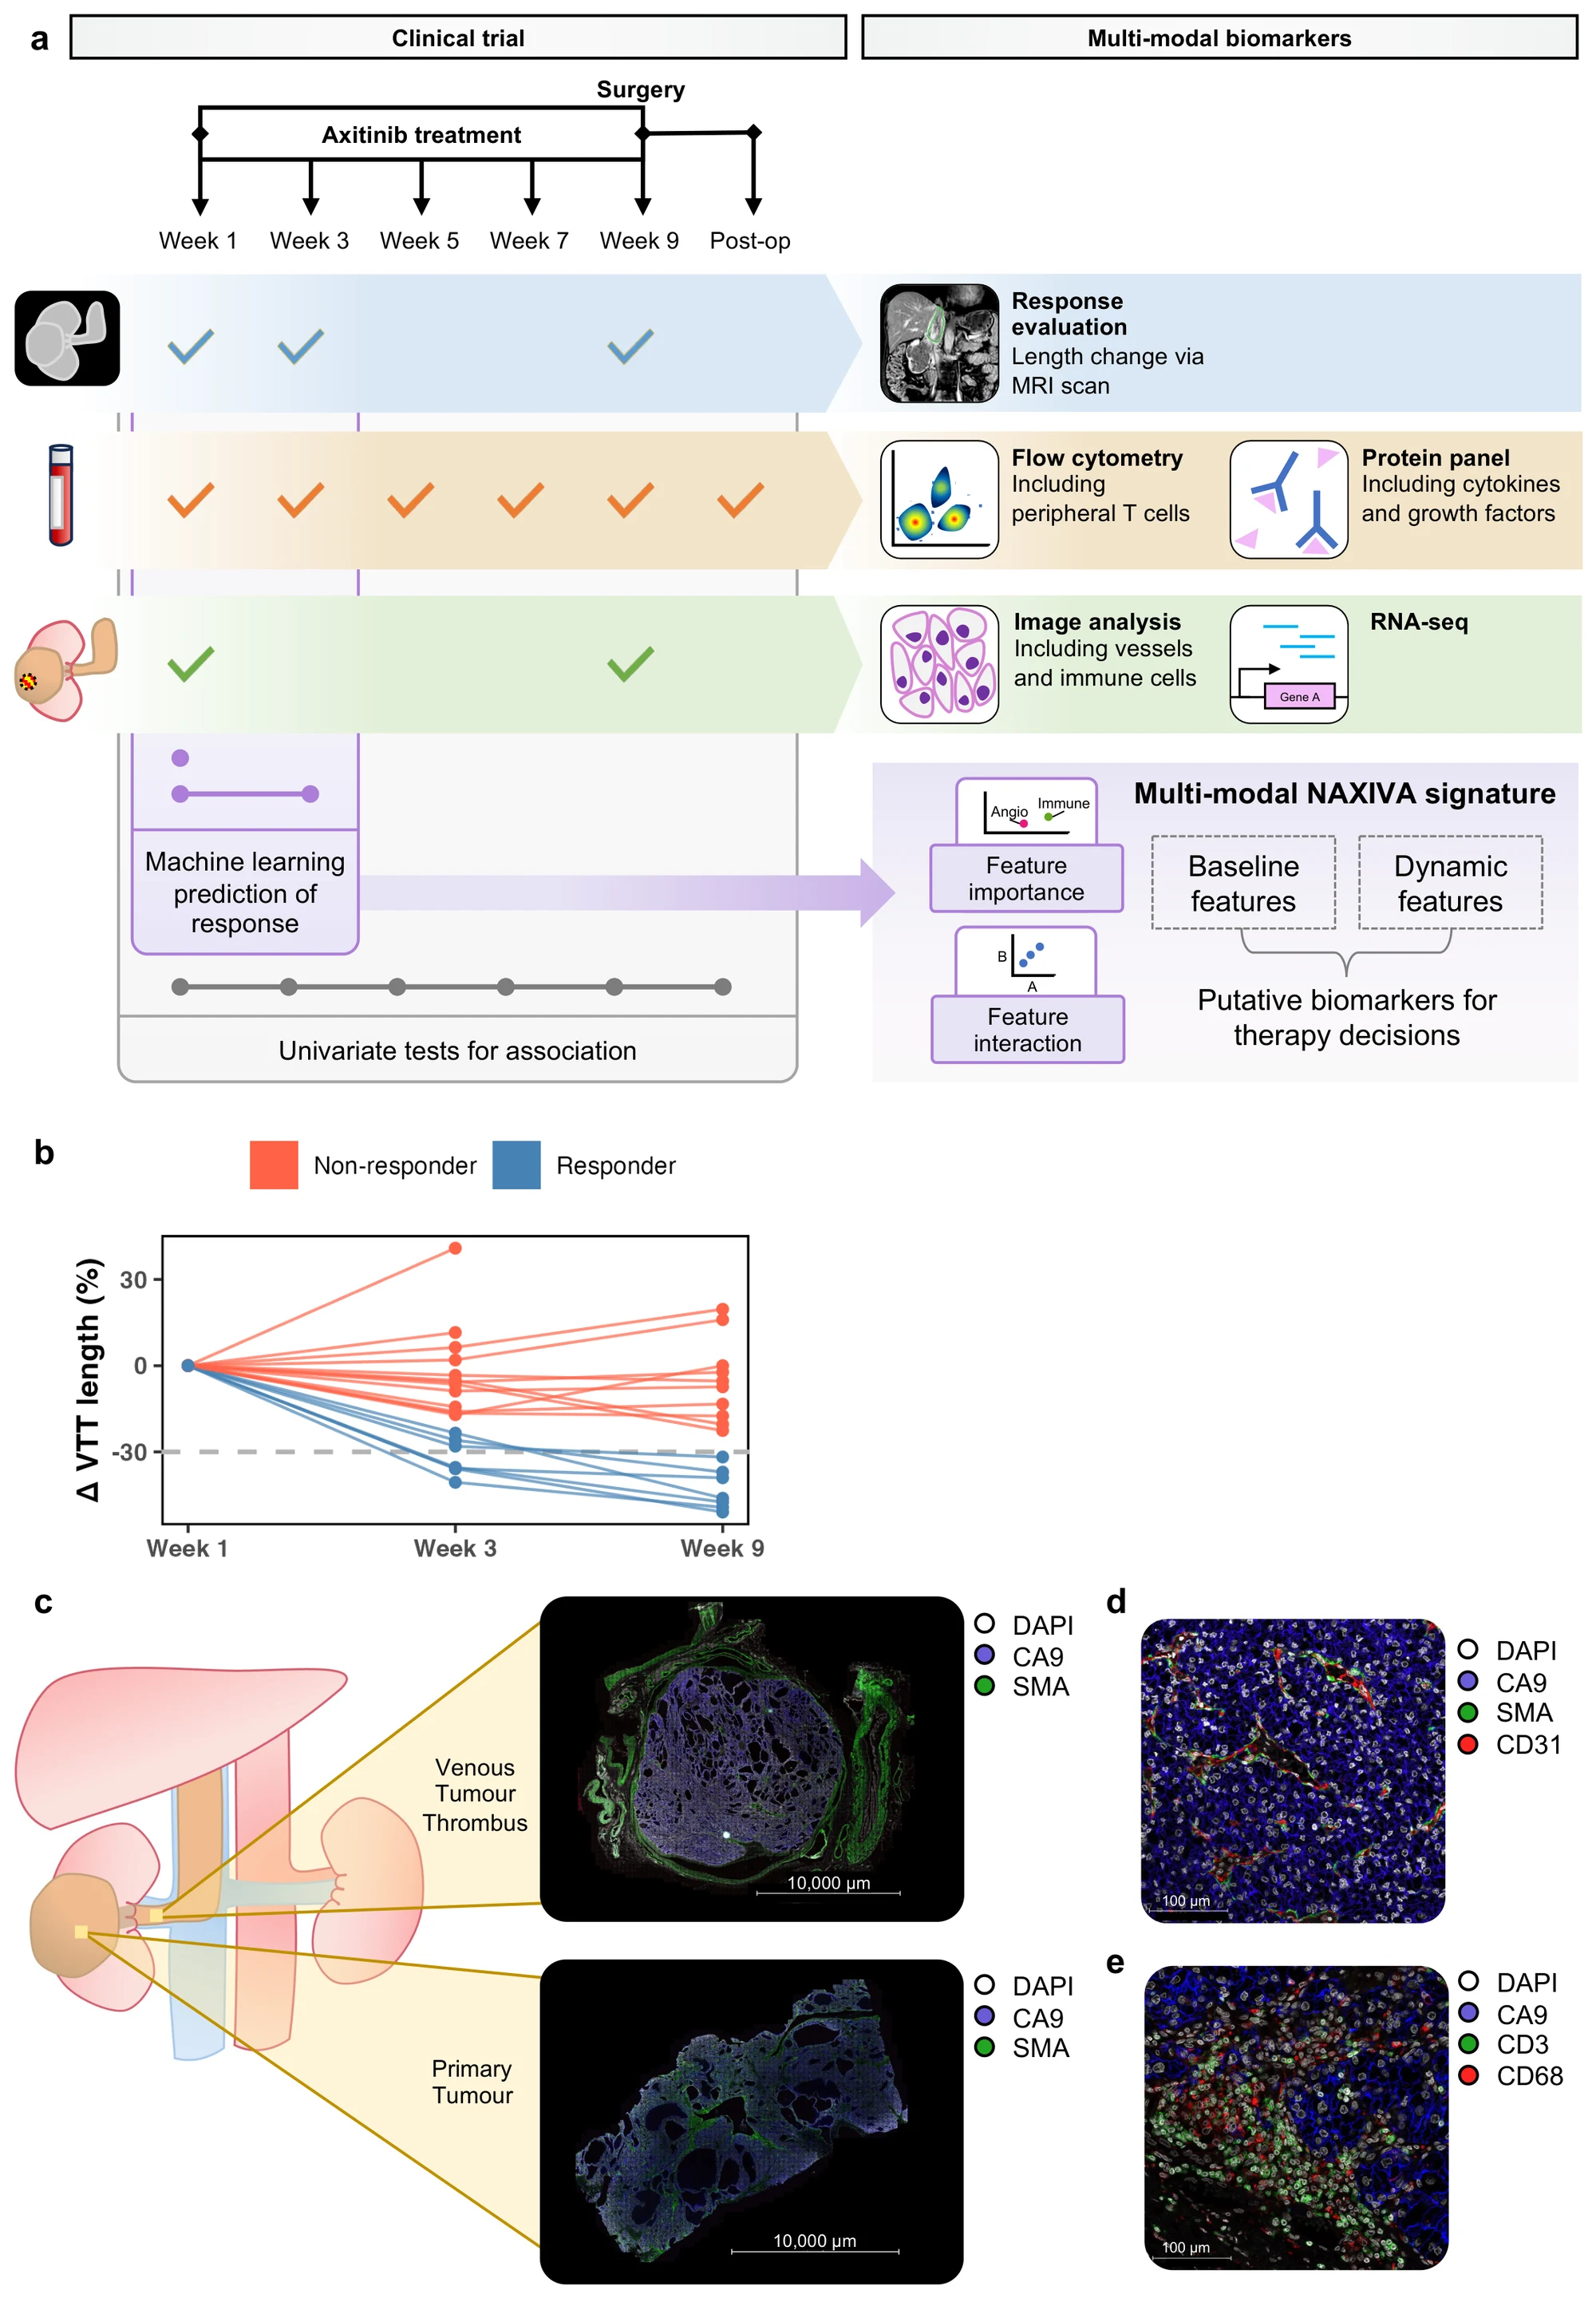 a
Clinical trial
Multi-modal biomarkers
Surgery
Axitinib treatment
Week 1
Week 3
Week 5
Week 7
Week 9
Post-op
Response
evaluation
Length change via
MRI scan
Flow cytometry
Including
peripheral T cells
Protein panel
Including cytokines
and growth factors
Image analysis
Including vessels
and immune cells
RNA-seq
Gene A
Machine learning
prediction of
response
Univariate tests for association
Angio
Immune
Feature
importance
B
A
Feature
interaction
Multi-modal NAXIVA signature
Baseline
features
Dynamic
features
Putative biomarkers for
therapy decisions
b
Non-responder
Responder
Δ VTT length (%)
30
0
-30
Week 1
Week 3
Week 9
c
Venous
Tumour
Thrombus
10,000 µm
DAPI
CA9
SMA
Primary
Tumour
10,000 µm
DAPI
CA9
SMA
d
100 µm
DAPI
CA9
SMA
CD31
e
100 µm
DAPI
CA9
CD3
CD68